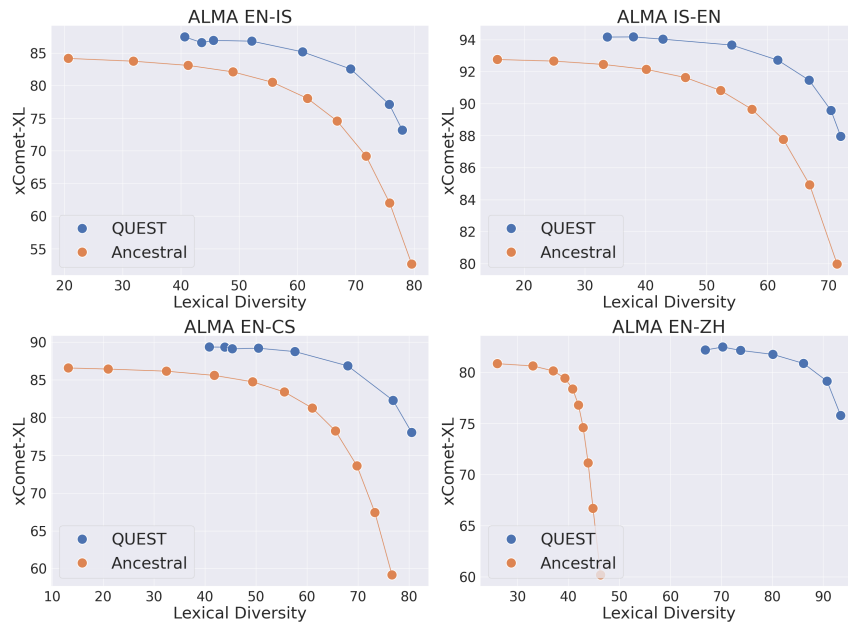 ALMA EN-IS
85
80
75
70
65
60
55
xComet-XL
QUEST
Ancestral
20 30 40 50 60 70 80
Lexical Diversity
ALMA IS-EN
94
92
90
88
86
84
82
80
xComet-XL
QUEST
Ancestral
20 30 40 50 60 70
Lexical Diversity
ALMA EN-CS
90
85
80
75
70
65
60
xComet-XL
QUEST
Ancestral
10 20 30 40 50 60 70 80
Lexical Diversity
ALMA EN-ZH
80
75
70
65
60
xComet-XL
QUEST
Ancestral
30 40 50 60 70 80 90
Lexical Diversity